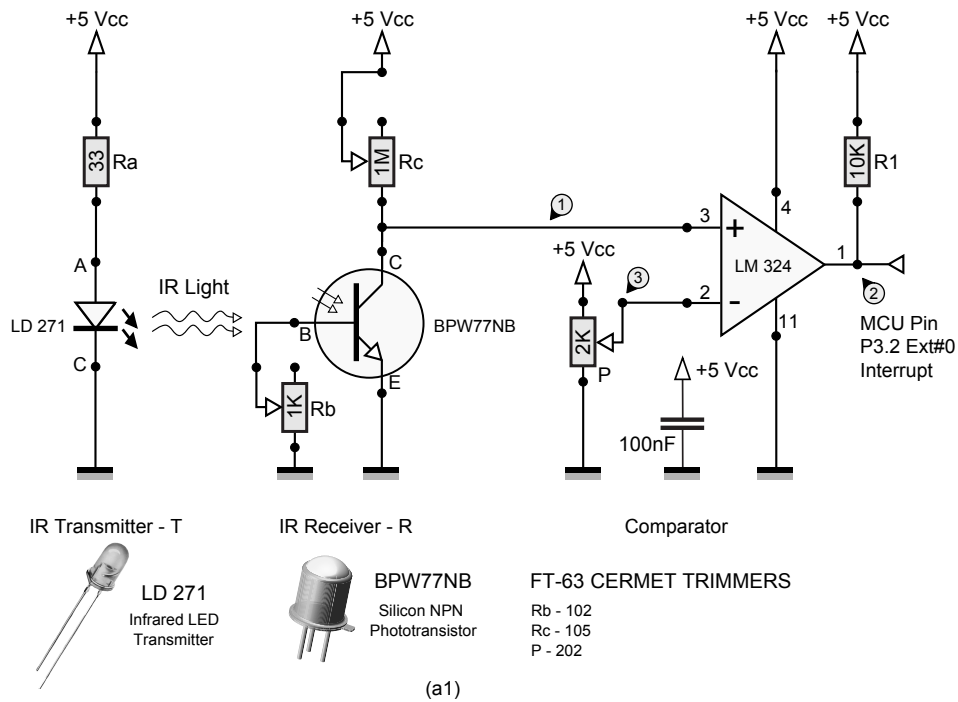 +5 Vcc
+5 Vcc
+5 Vcc
+5 Vcc
33
Ra
1M
Rc
10K
R1
1
3
+
4
A
C
IR Light
+5 Vcc
LM 324
1
3
2
-
2
LD 271
B
BPW77NB
2K
11
MCU Pin
P3.2 Ext#0
Interrupt
C
E
P
+5 Vcc
1K
Rb
100nF
IR Transmitter - T
IR Receiver - R
Comparator
LD 271
Infrared LED
Transmitter
BPW77NB
Silicon NPN
Phototransistor
FT-63 CERMET TRIMMERS
Rb - 102
Rc - 105
P - 202
(a1)